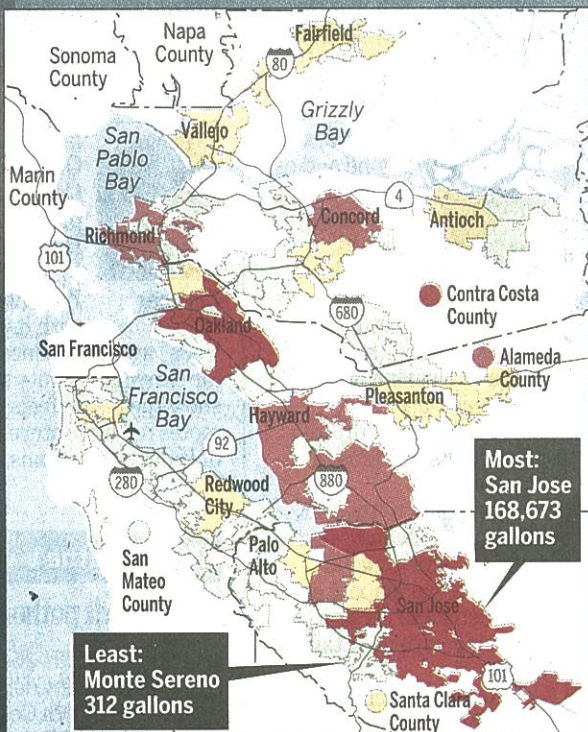 Napa
County
Sonoma
County
Fairfield
80
Grizzly
Bay
Vallejo
San
Pablo
Bay
Marin
County
4
Concord
Antioch
Richmond
101
Contra Costa
County
680
Oakland
San Francisco
Alameda
County
San
Francisco
Bay
Pleasanton
Hayward
92
280
880
Redwood
City
Most:
San Jose
168,673
gallons
Palo
Alto
San
Mateo
County
San Jose
Least:
Monte Sereno
312 gallons
101
Santa Clara
County